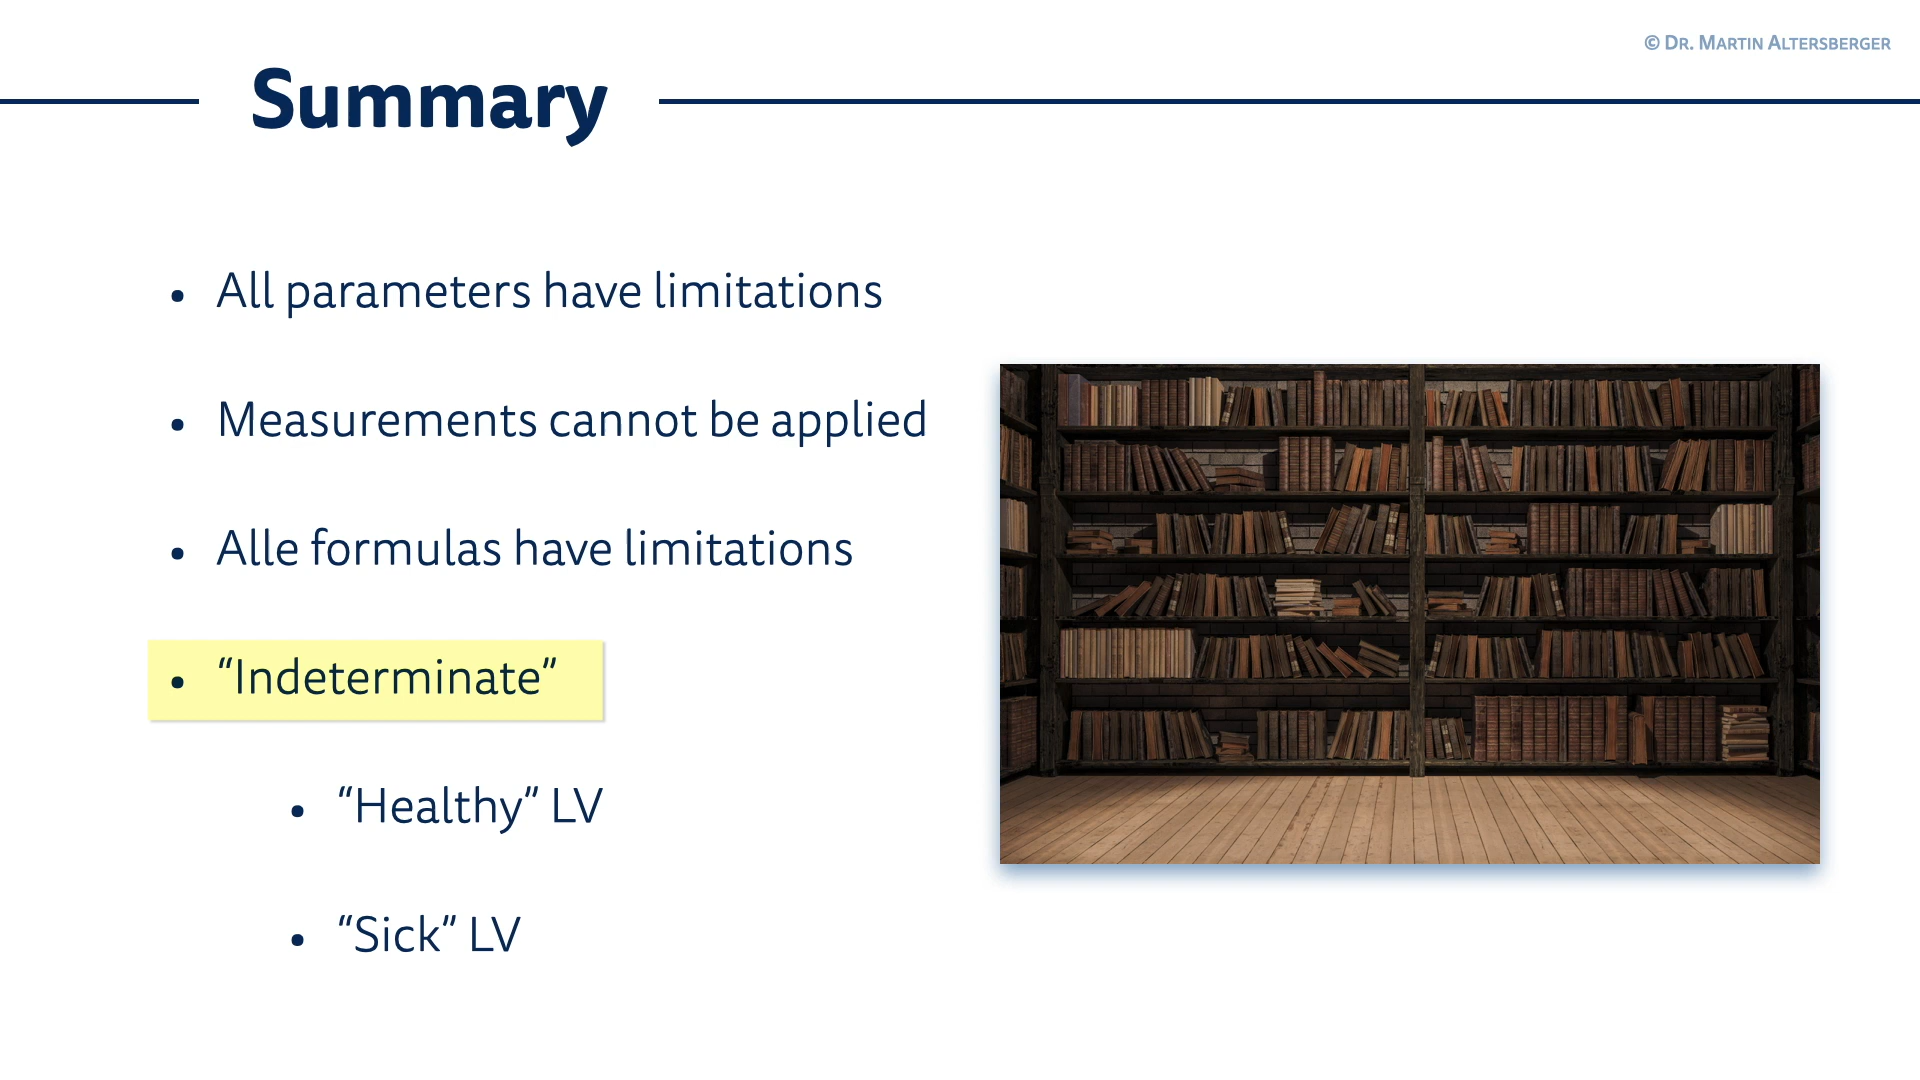 © Dr. Martin Altersberger
Summary
• All parameters have limitations
• Measurements cannot be applied
• Alle formulas have limitations
• “Indeterminate”
• “Healthy” LV
• “Sick” LV